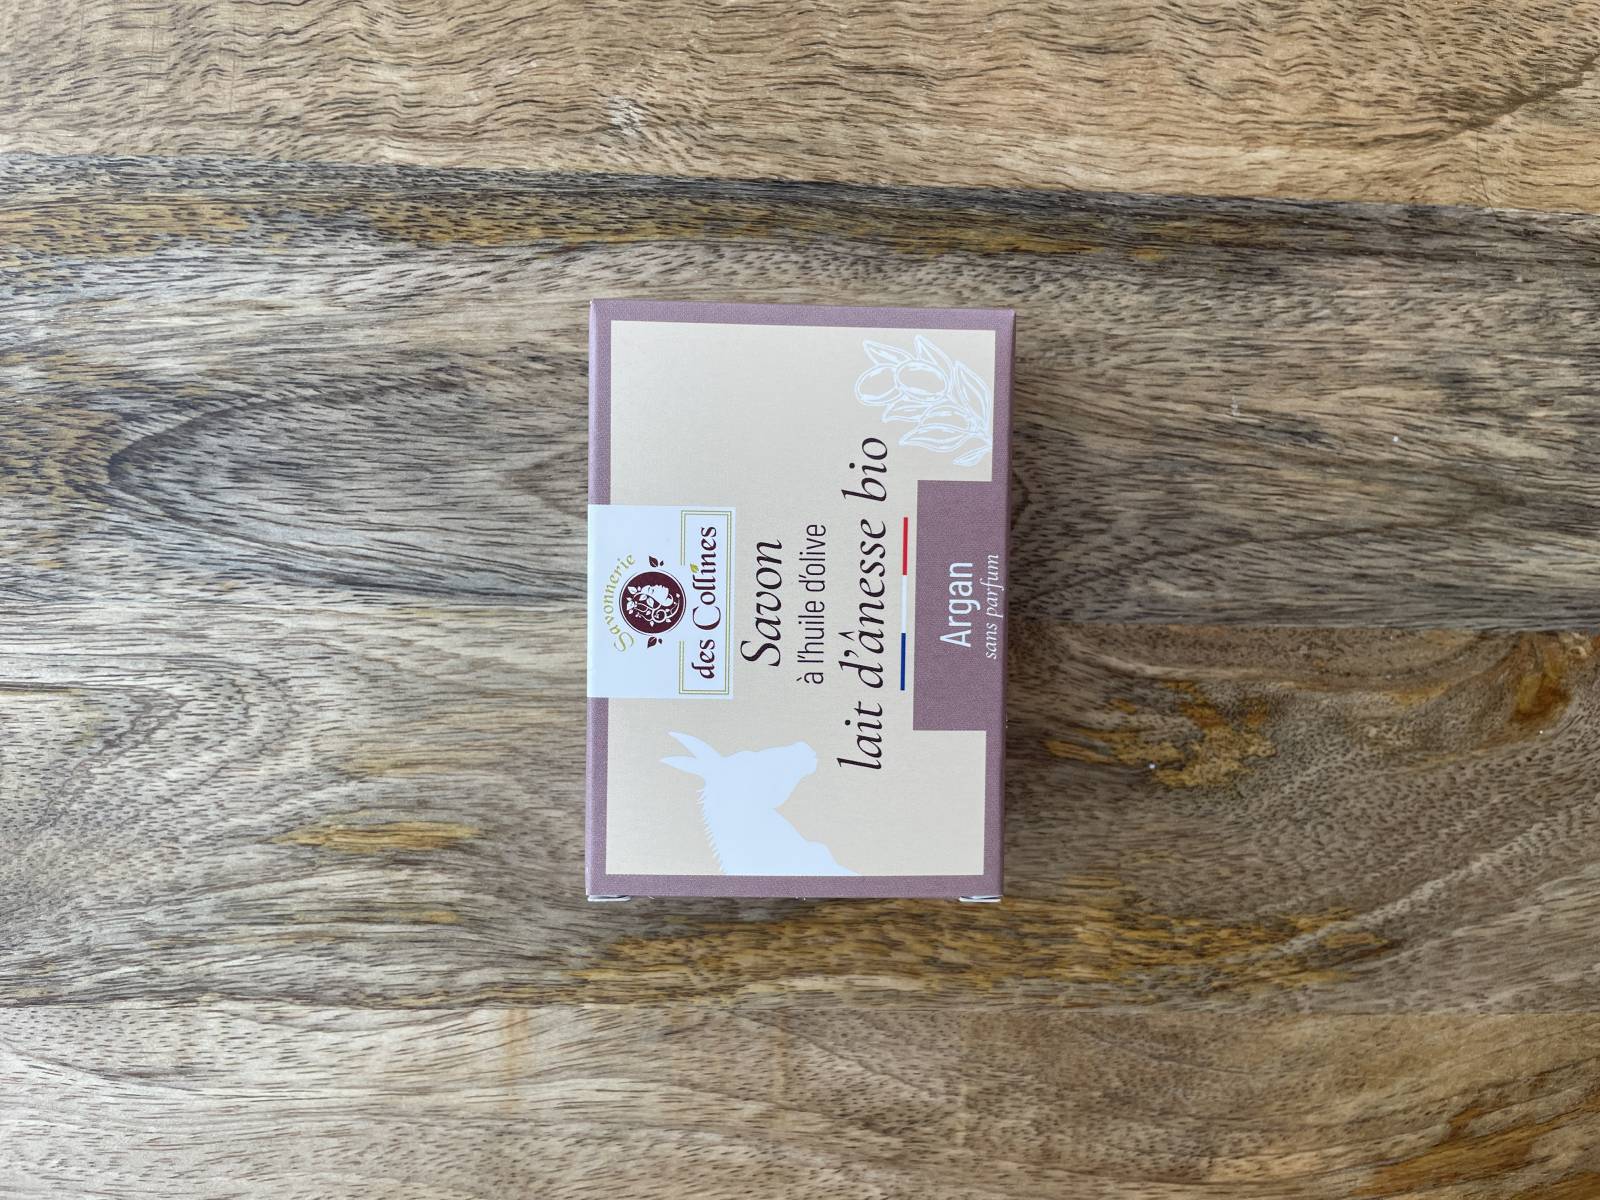 Savonnerie
des Collines
Savon
à l'huile d'olive
lait d'ânesse bio
Argan
sans parfum